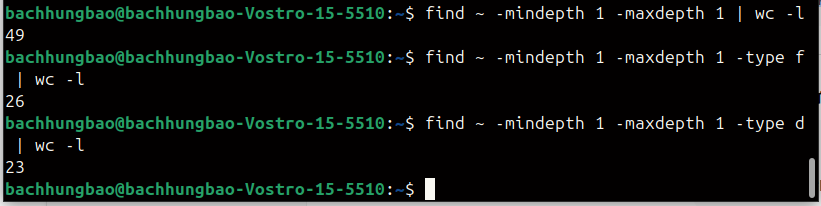 bachhungbao@bachhungbao-Vostro-15-5510:~$ find ~ -mindepth 1 -maxdepth 1 | wc -l
49
bachhungbao@bachhungbao-Vostro-15-5510:~$ find ~ -mindepth 1 -maxdepth 1 -type f
 | wc -l
26
bachhungbao@bachhungbao-Vostro-15-5510:~$ find ~ -mindepth 1 -maxdepth 1 -type d
 | wc -l
23
bachhungbao@bachhungbao-Vostro-15-5510:~$